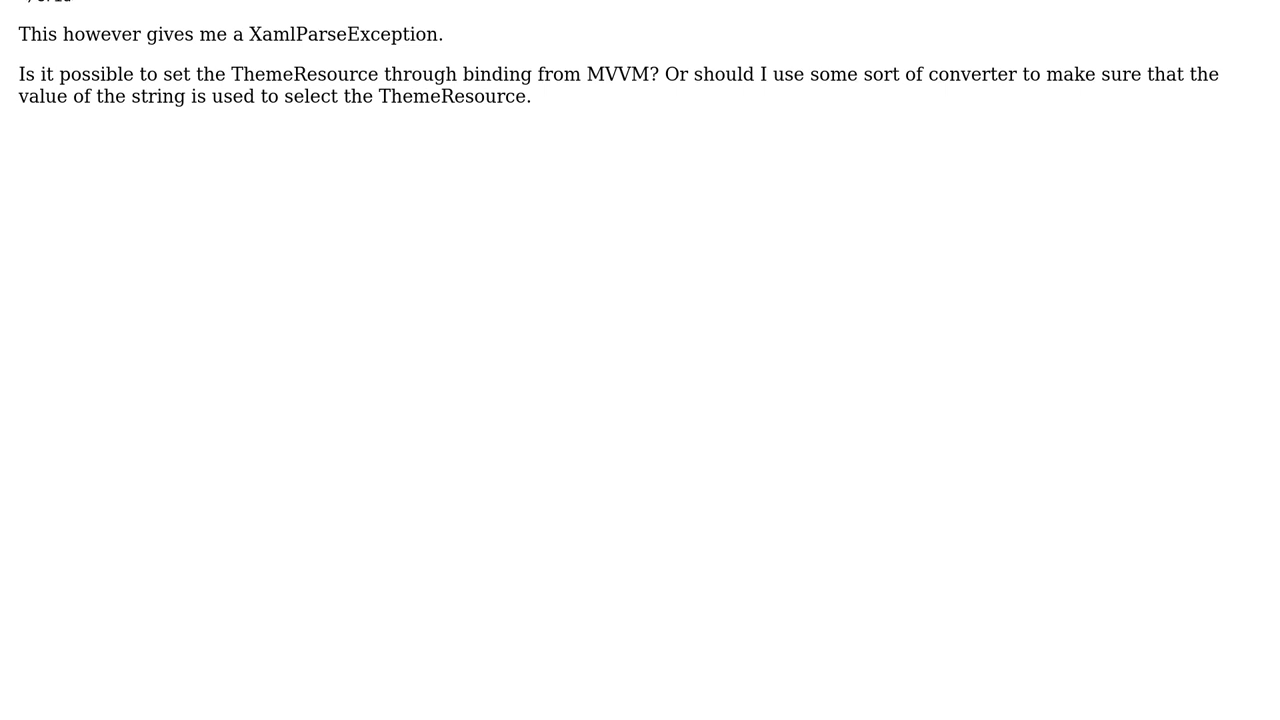 This however gives me a XamlParseException.
Is it possible to set the ThemeResource through binding from MVVM? Or should I use some sort of converter to make sure that the
value of the string is used to select the ThemeResource.